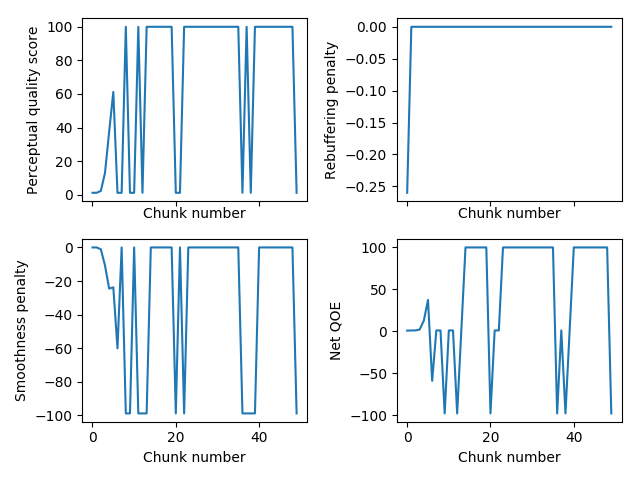 Perceptual quality score
100
80
60
40
20
0
Chunk number
Rebuffering penalty
0.00
−0.05
−0.10
−0.15
−0.20
−0.25
Chunk number
Smoothness penalty
0
−20
−40
−60
−80
−100
0 20 40
Chunk number
Net QOE
100
50
0
−50
−100
0 20 40
Chunk number